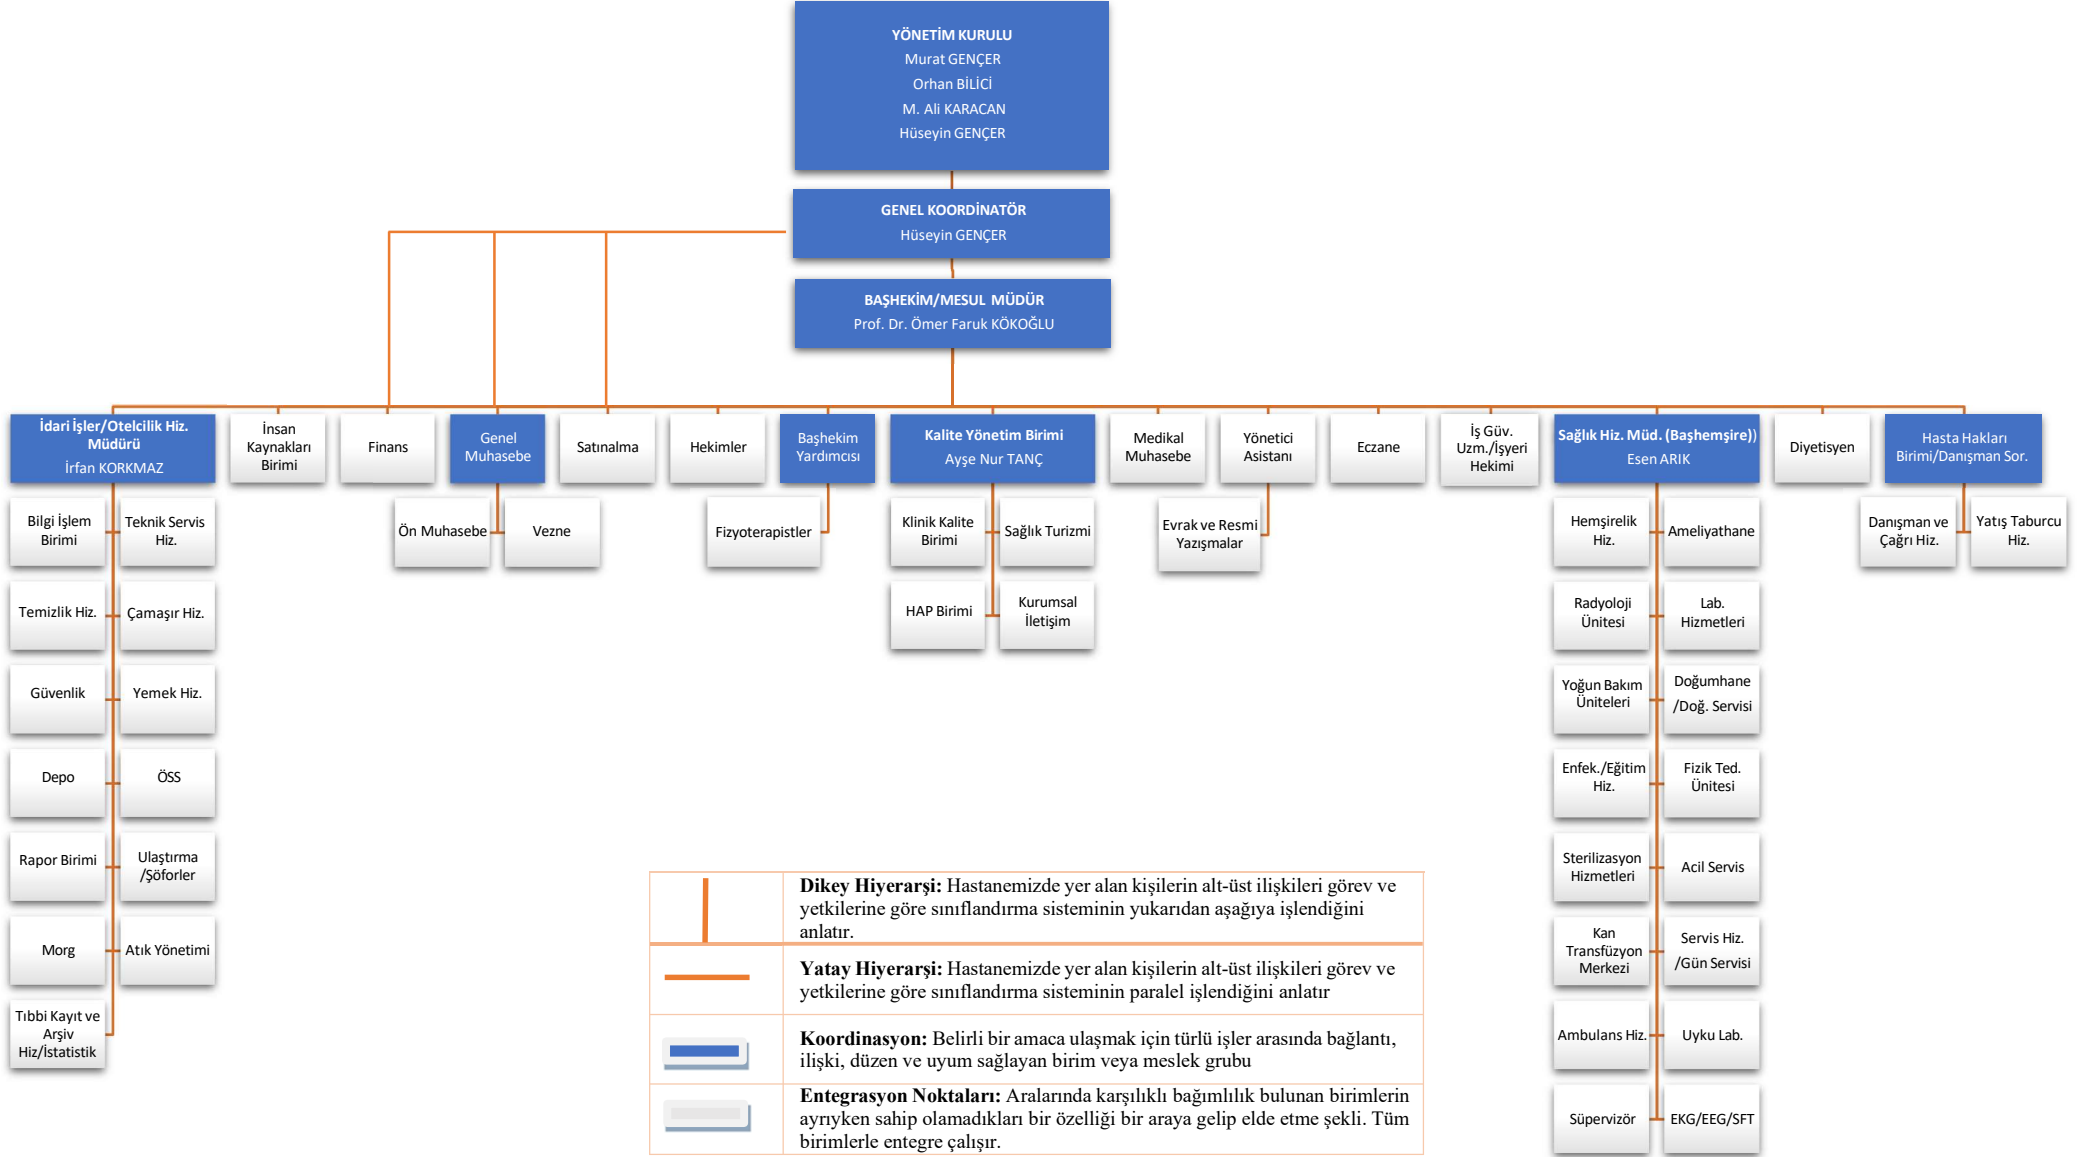 YÖNETİM KURULU
Murat GENÇER
Orhan BİLİCİ
M. Ali KARACAN
Hüseyin GENÇER
GENEL KOORDİNATÖR
Hüseyin GENÇER
BAŞHEKİM/MESUL MÜDÜR
Prof. Dr. Ömer Faruk KÖKOĞLU
İdari İşler/Otelcilik Hiz.
Müdürü
İrfan KORKMAZ
İnsan
Kaynakları
Birimi
Finans
Genel
Muhasebe
Satınalma
Hekimler
Başhekim
Yardımcısı
Kalite Yönetim Birimi
Ayşe Nur TANÇ
Medikal
Muhasebe
Yönetici
Asistanı
Eczane
İş Güv.
Uzm./İşyeri
Hekimi
Sağlık Hiz. Müd. (Başhemşire))
Esen ARIK
Diyetisyen
Hasta Hakları
Birimi/Danışman Sor.
Bilgi İşlem
Birimi
Teknik Servis
Hiz.
Temizlik Hiz.
Çamaşır Hiz.
Güvenlik
Yemek Hiz.
Depo
ÖSS
Rapor Birimi
Ulaştırma
/Şöforler
Morg
Atık Yönetimi
Tıbbi Kayıt ve
Arşiv
Hiz/İstatistik
Ön Muhasebe
Vezne
Fizyoterapistler
Klinik Kalite
Birimi
Sağlık Turizmi
HAP Birimi
Kurumsal
İletişim
Evrak ve Resmi
Yazışmalar
Hemşirelik
Hiz.
Ameliyathane
Radyoloji
Ünitesi
Lab.
Hizmetleri
Yoğun Bakım
Üniteleri
Doğumhane
/Doğ. Servisi
Enfek./Eğitim
Hiz.
Fizik Ted.
Ünitesi
Sterilizasyon
Hizmetleri
Acil Servis
Kan
Transfüzyon
Merkezi
Servis Hiz.
/Gün Servisi
Ambulans Hiz.
Uyku Lab.
Süpervizör
EKG/EEG/SFT
Danışman ve
Çağrı Hiz.
Yatış Taburcu
Hiz.
Dikey Hiyerarşi: Hastanemizde yer alan kişilerin alt-üst ilişkileri görev ve
yetkilerine göre sınıflandırma sisteminin yukarıdan aşağıya işlendiğini
anlatır.
Yatay Hiyerarşi: Hastanemizde yer alan kişilerin alt-üst ilişkileri görev ve
yetkilerine göre sınıflandırma sisteminin paralel işlendiğini anlatır
Koordinasyon: Belirli bir amaca ulaşmak için türlü işler arasında bağlantı,
ilişki, düzen ve uyum sağlayan birim veya meslek grubu
Entegrasyon Noktaları: Aralarında karşılıklı bağımlılık bulunan birimlerin
ayrıyken sahip olamadıkları bir özelliği bir araya gelip elde etme şekli. Tüm
birimlerle entegre çalışır.